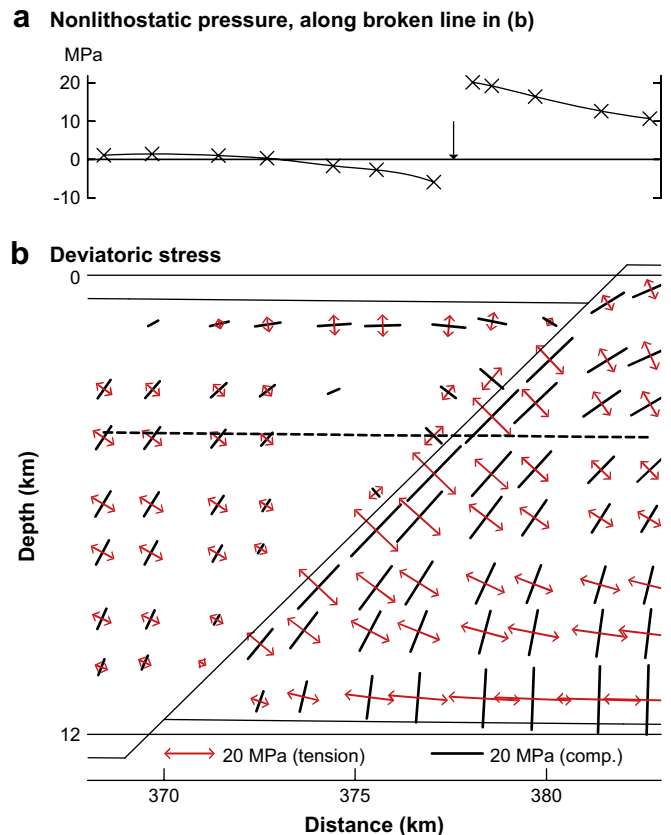 a Nonlithostatic pressure, along broken line in (b)
MPa
20
10
0
-10
b Deviatoric stress
0
Depth (km)
12
20 MPa (tension)
20 MPa (comp.)
370
375
380
Distance (km)